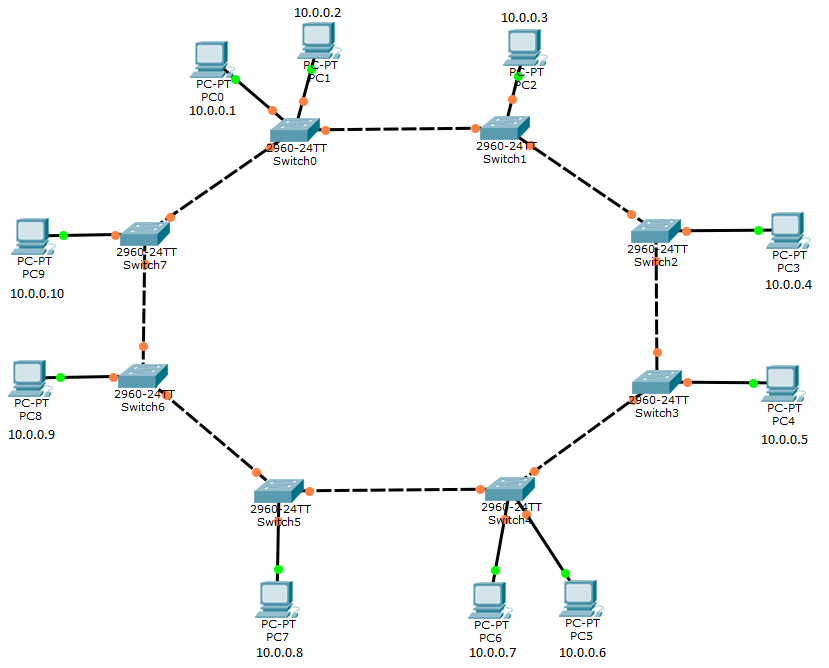 10.0.0.2
10.0.0.3
PC-PT
PC1
PC-PT
PC2
PC-PT
PC0
10.0.0.1
2960-24TT
Switch0
2960-24TT
Switch1
2960-24TT
Switch7
PC-PT
PC9
10.0.0.10
2960-24TT
Switch2
PC-PT
PC3
10.0.0.4
2960-24TT
Switch6
PC-PT
PC8
10.0.0.9
2960-24TT
Switch3
PC-PT
PC4
10.0.0.5
2960-24TT
Switch5
2960-24TT
Switch4
PC-PT
PC7
10.0.0.8
PC-PT
PC6
10.0.0.7
PC-PT
PC5
10.0.0.6